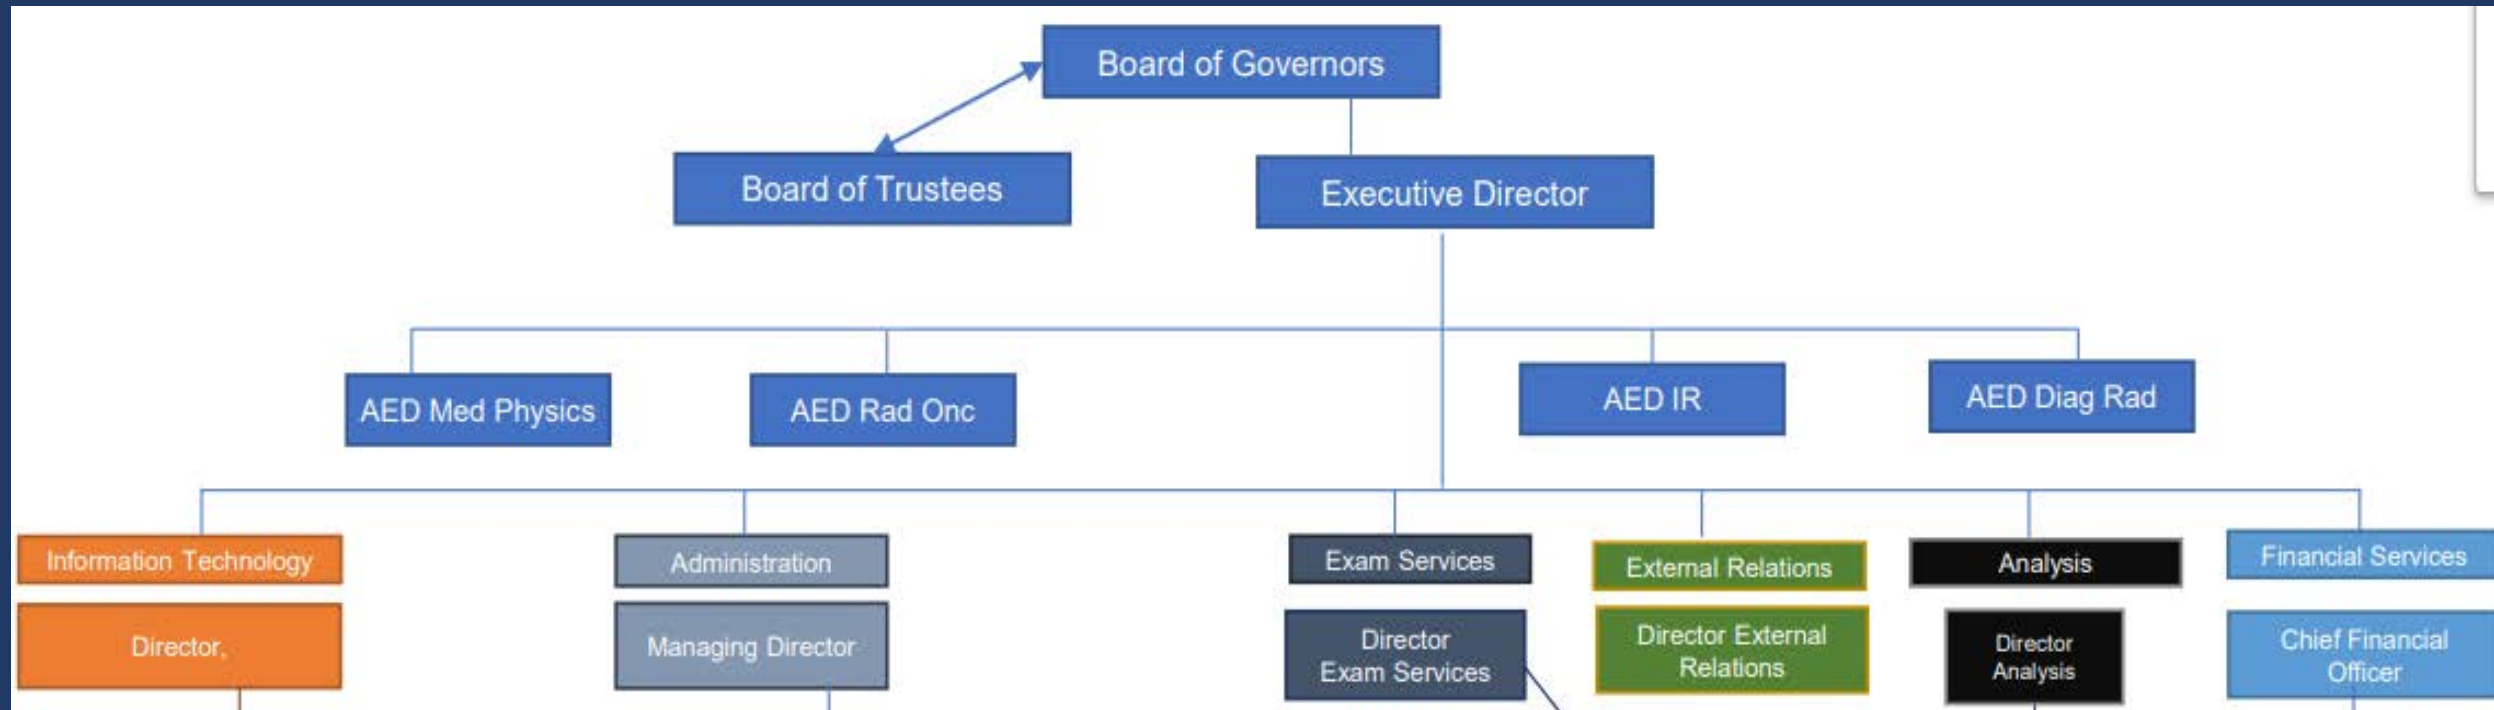 Board of Governors
Board of Trustees
Executive Director
AED Med Physics
AED Rad Onc
AED IR
AED Diag Rad
Information Technology
Administration
Exam Services
External Relations
Analysis
Financial Services
Director,
Managing Director
Director
Exam Services
Director External
Relations
Director
Analysis
Chief Financial
Officer